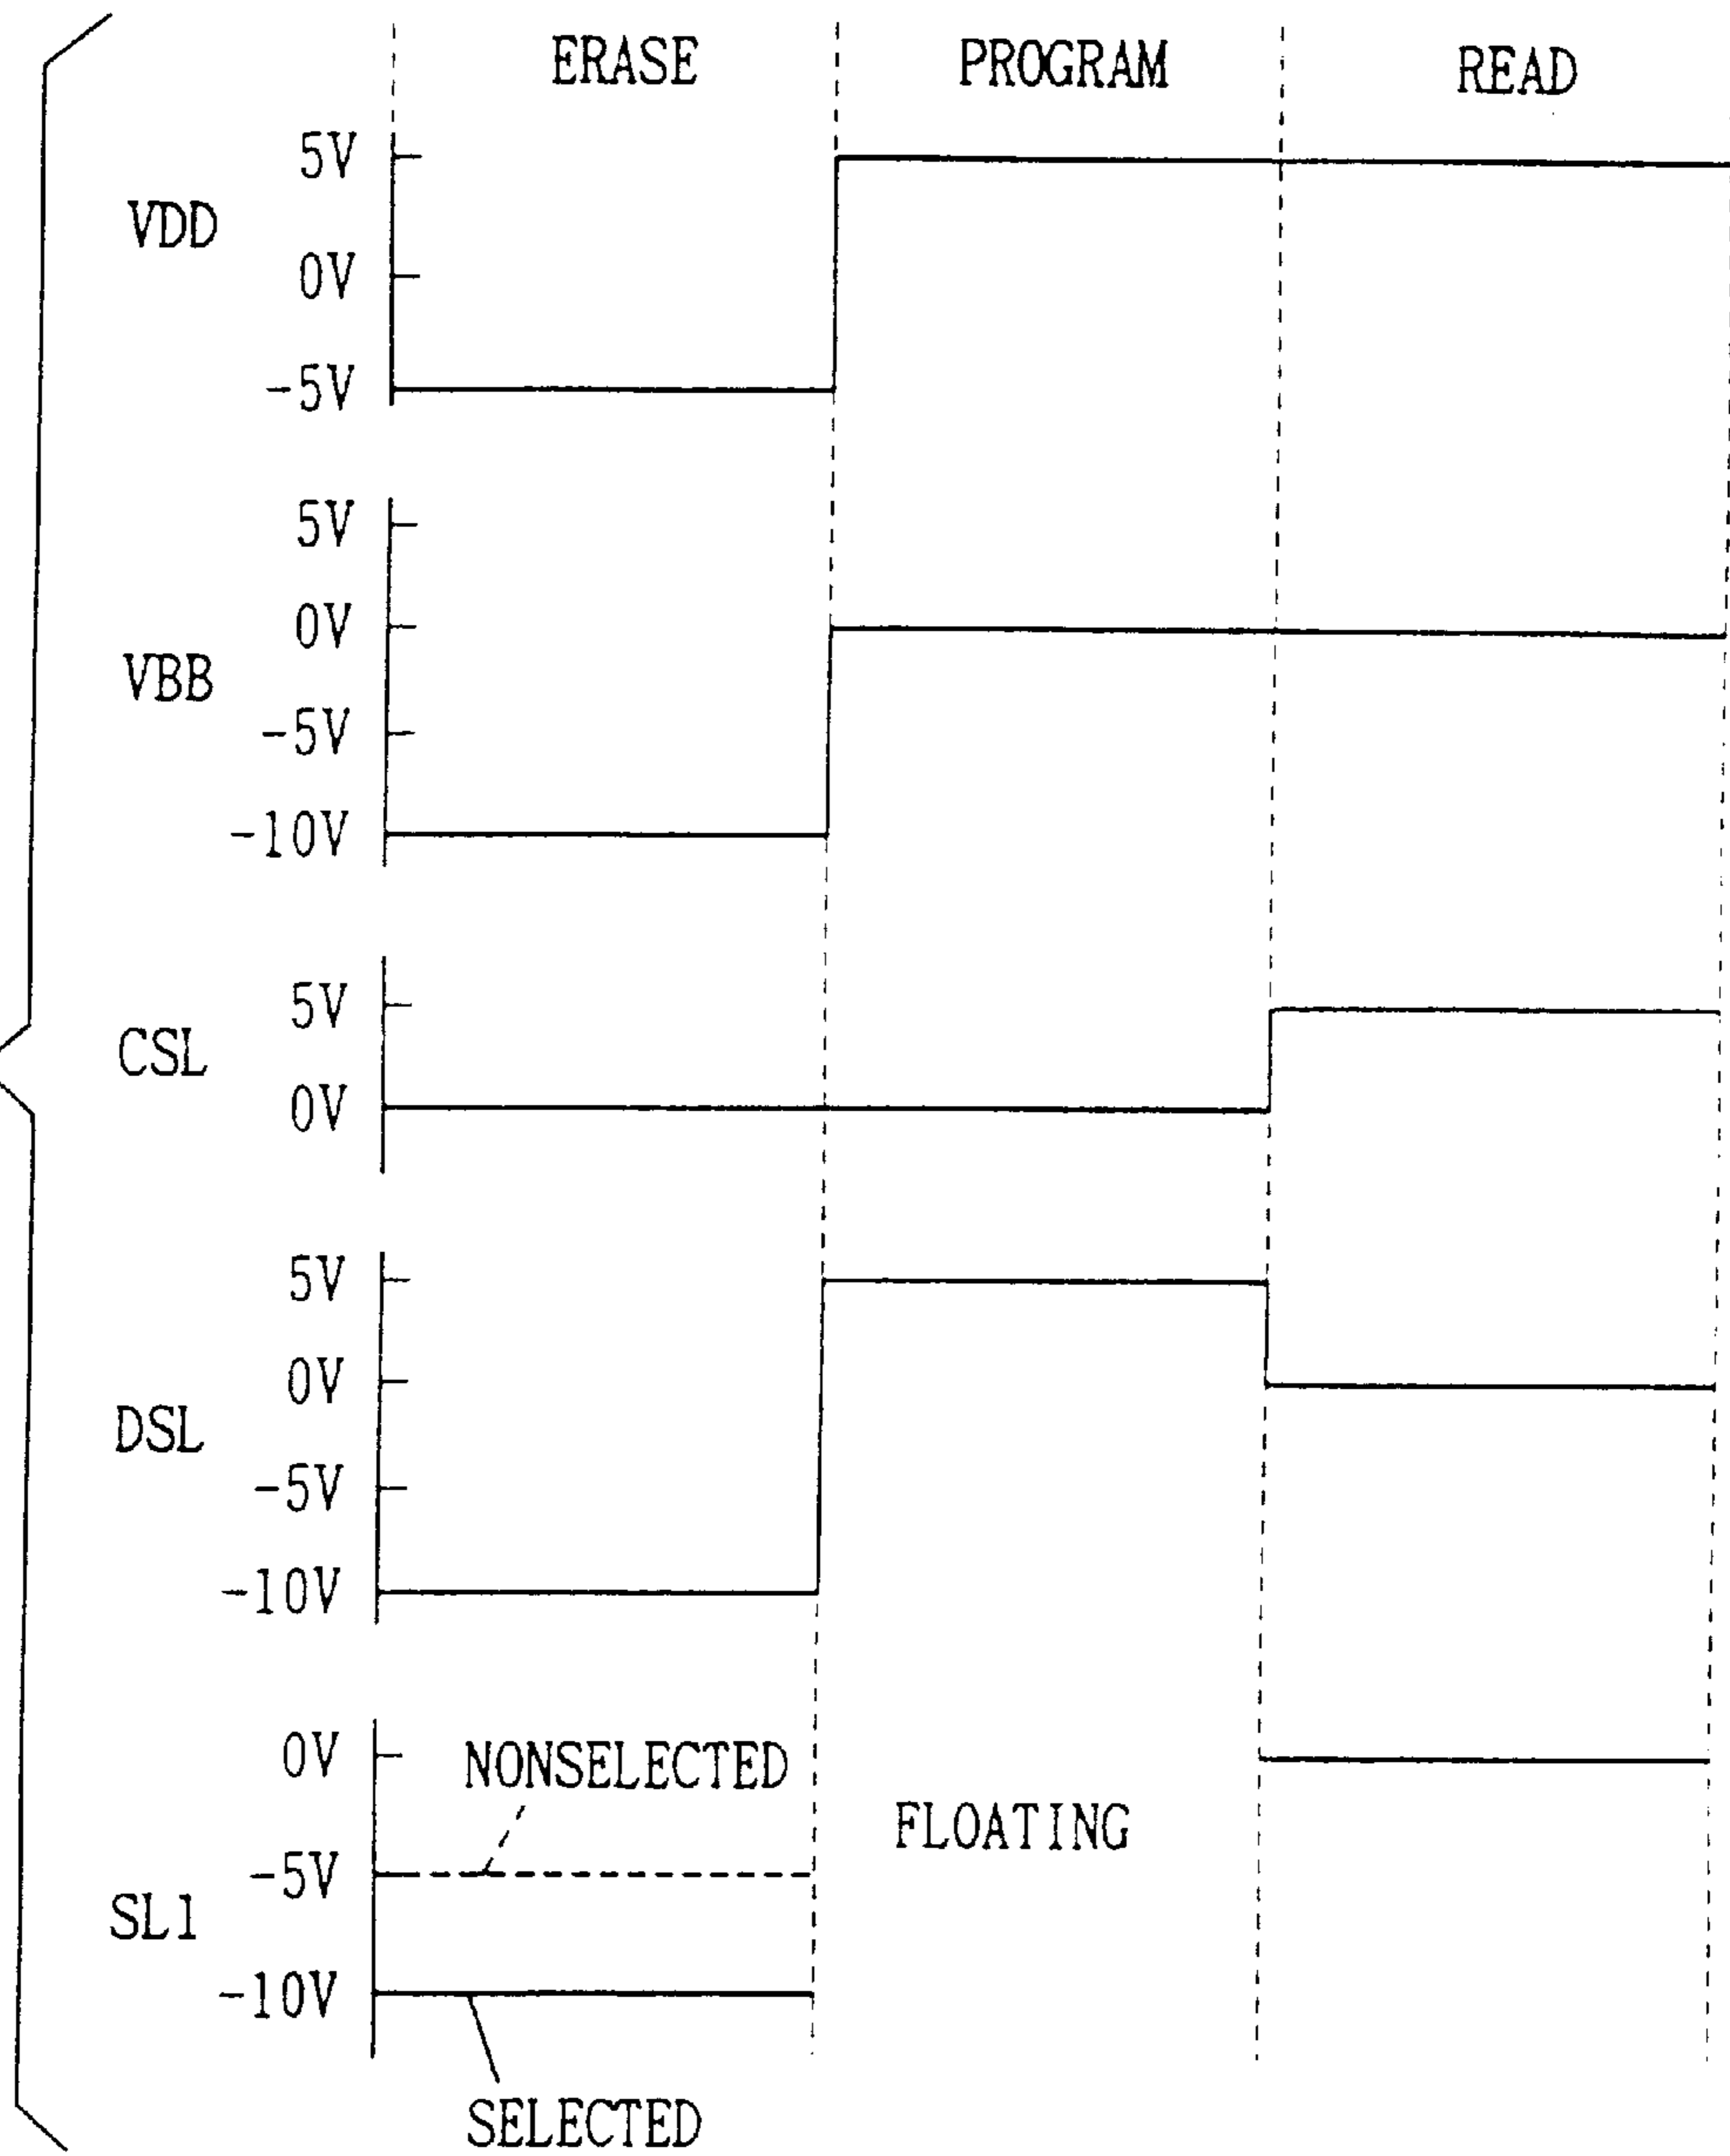 ERASE PROGRAM READ
5V
VDD
0V
-5V
5V
0V
VBB
-5V
-10V
5V
CSL
0V
5V
0V
DSL
-5V
-10V
0V
NONSELECTED
FLOATING
-5V
SL1
-10V
SELECTED